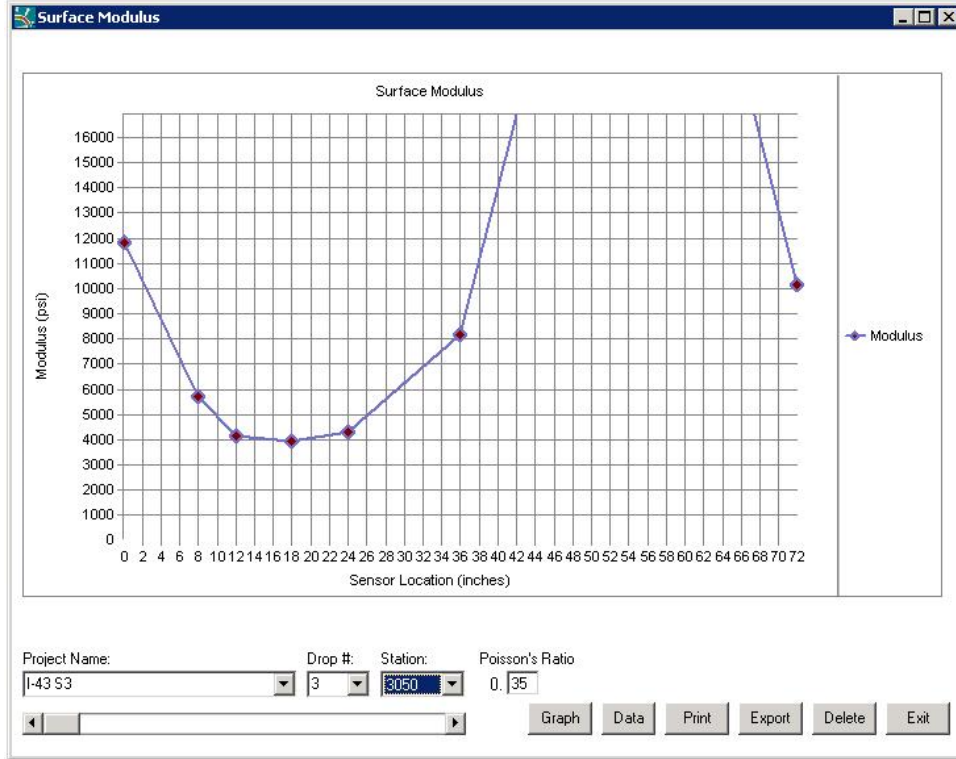 Surface Modulus
Surface Modulus
16000
15000
14000
13000
12000
11000
10000
9000
8000
7000
6000
5000
4000
3000
2000
1000
0
Modulus (psi)
Modulus
0 2 4 6 8 10 12 14 16 18 20 22 24 26 28 30 32 34 36 38 40 42 44 46 48 50 52 54 56 58 60 62 64 66 68 70 72
Sensor Location (inches)
Project Name: Drop #: Station: Poisson's Ratio
I-43 S3 3 3050 0. 35
Graph Data Print Export Delete Exit